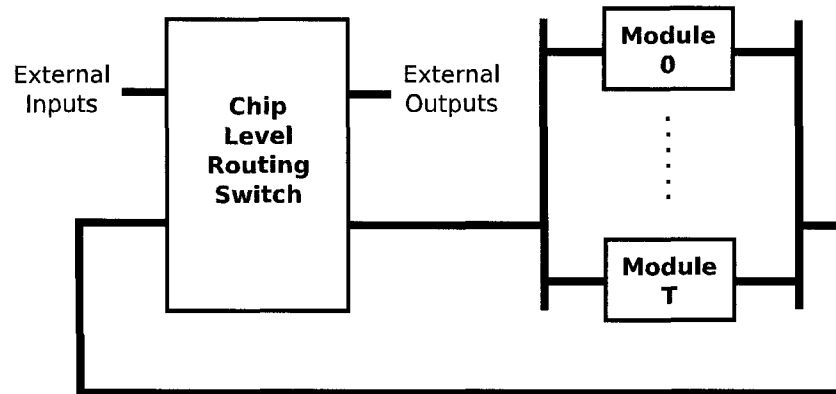 External
Inputs
Chip
Level
Routing
Switch
External
Outputs
Module
0
Module
T